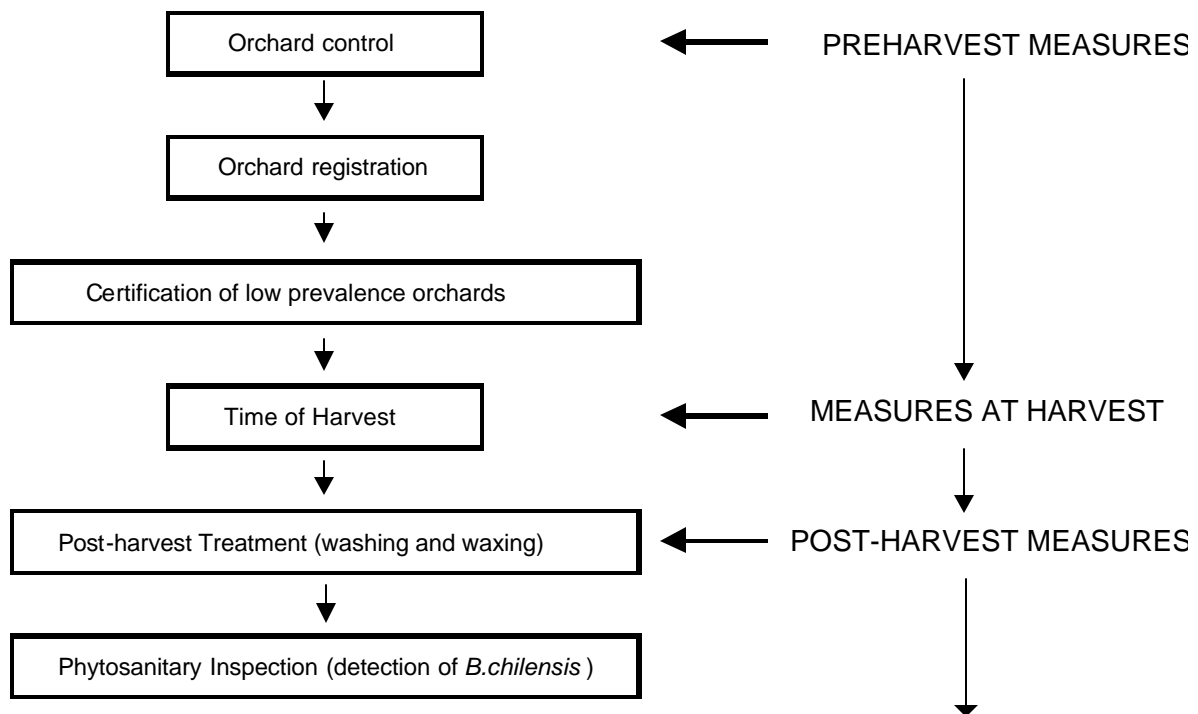 Orchard control
PREHARVEST MEASURES
Orchard registration
Certification of low prevalence orchards
Time of Harvest
MEASURES AT HARVEST
Post-harvest Treatment (washing and waxing)
POST-HARVEST MEASURES
Phytosanitary Inspection (detection of B.chilensis )